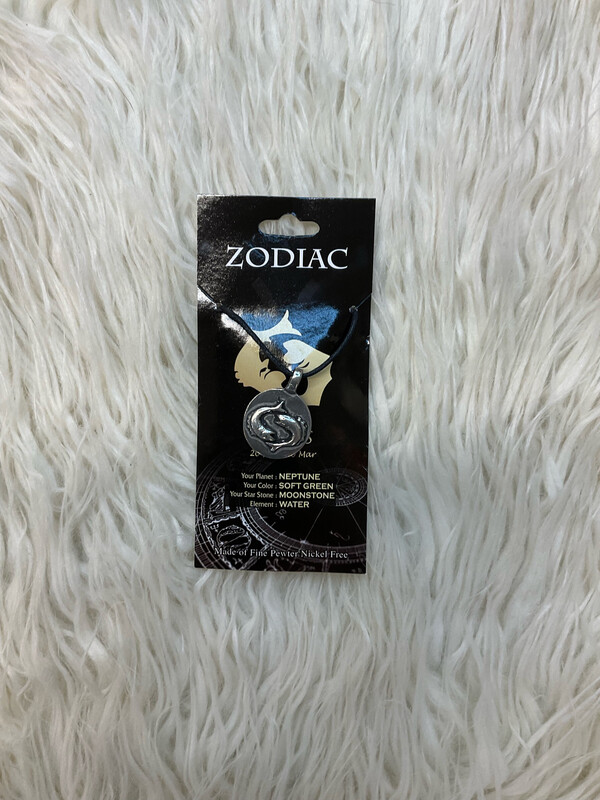 ZODIAC
Mar
Your Planet : NEPTUNE
Your Color : SOFT GREEN
Your Star Stone : MOONSTONE
Element : WATER
Made of Fine Pewter Nickel Free